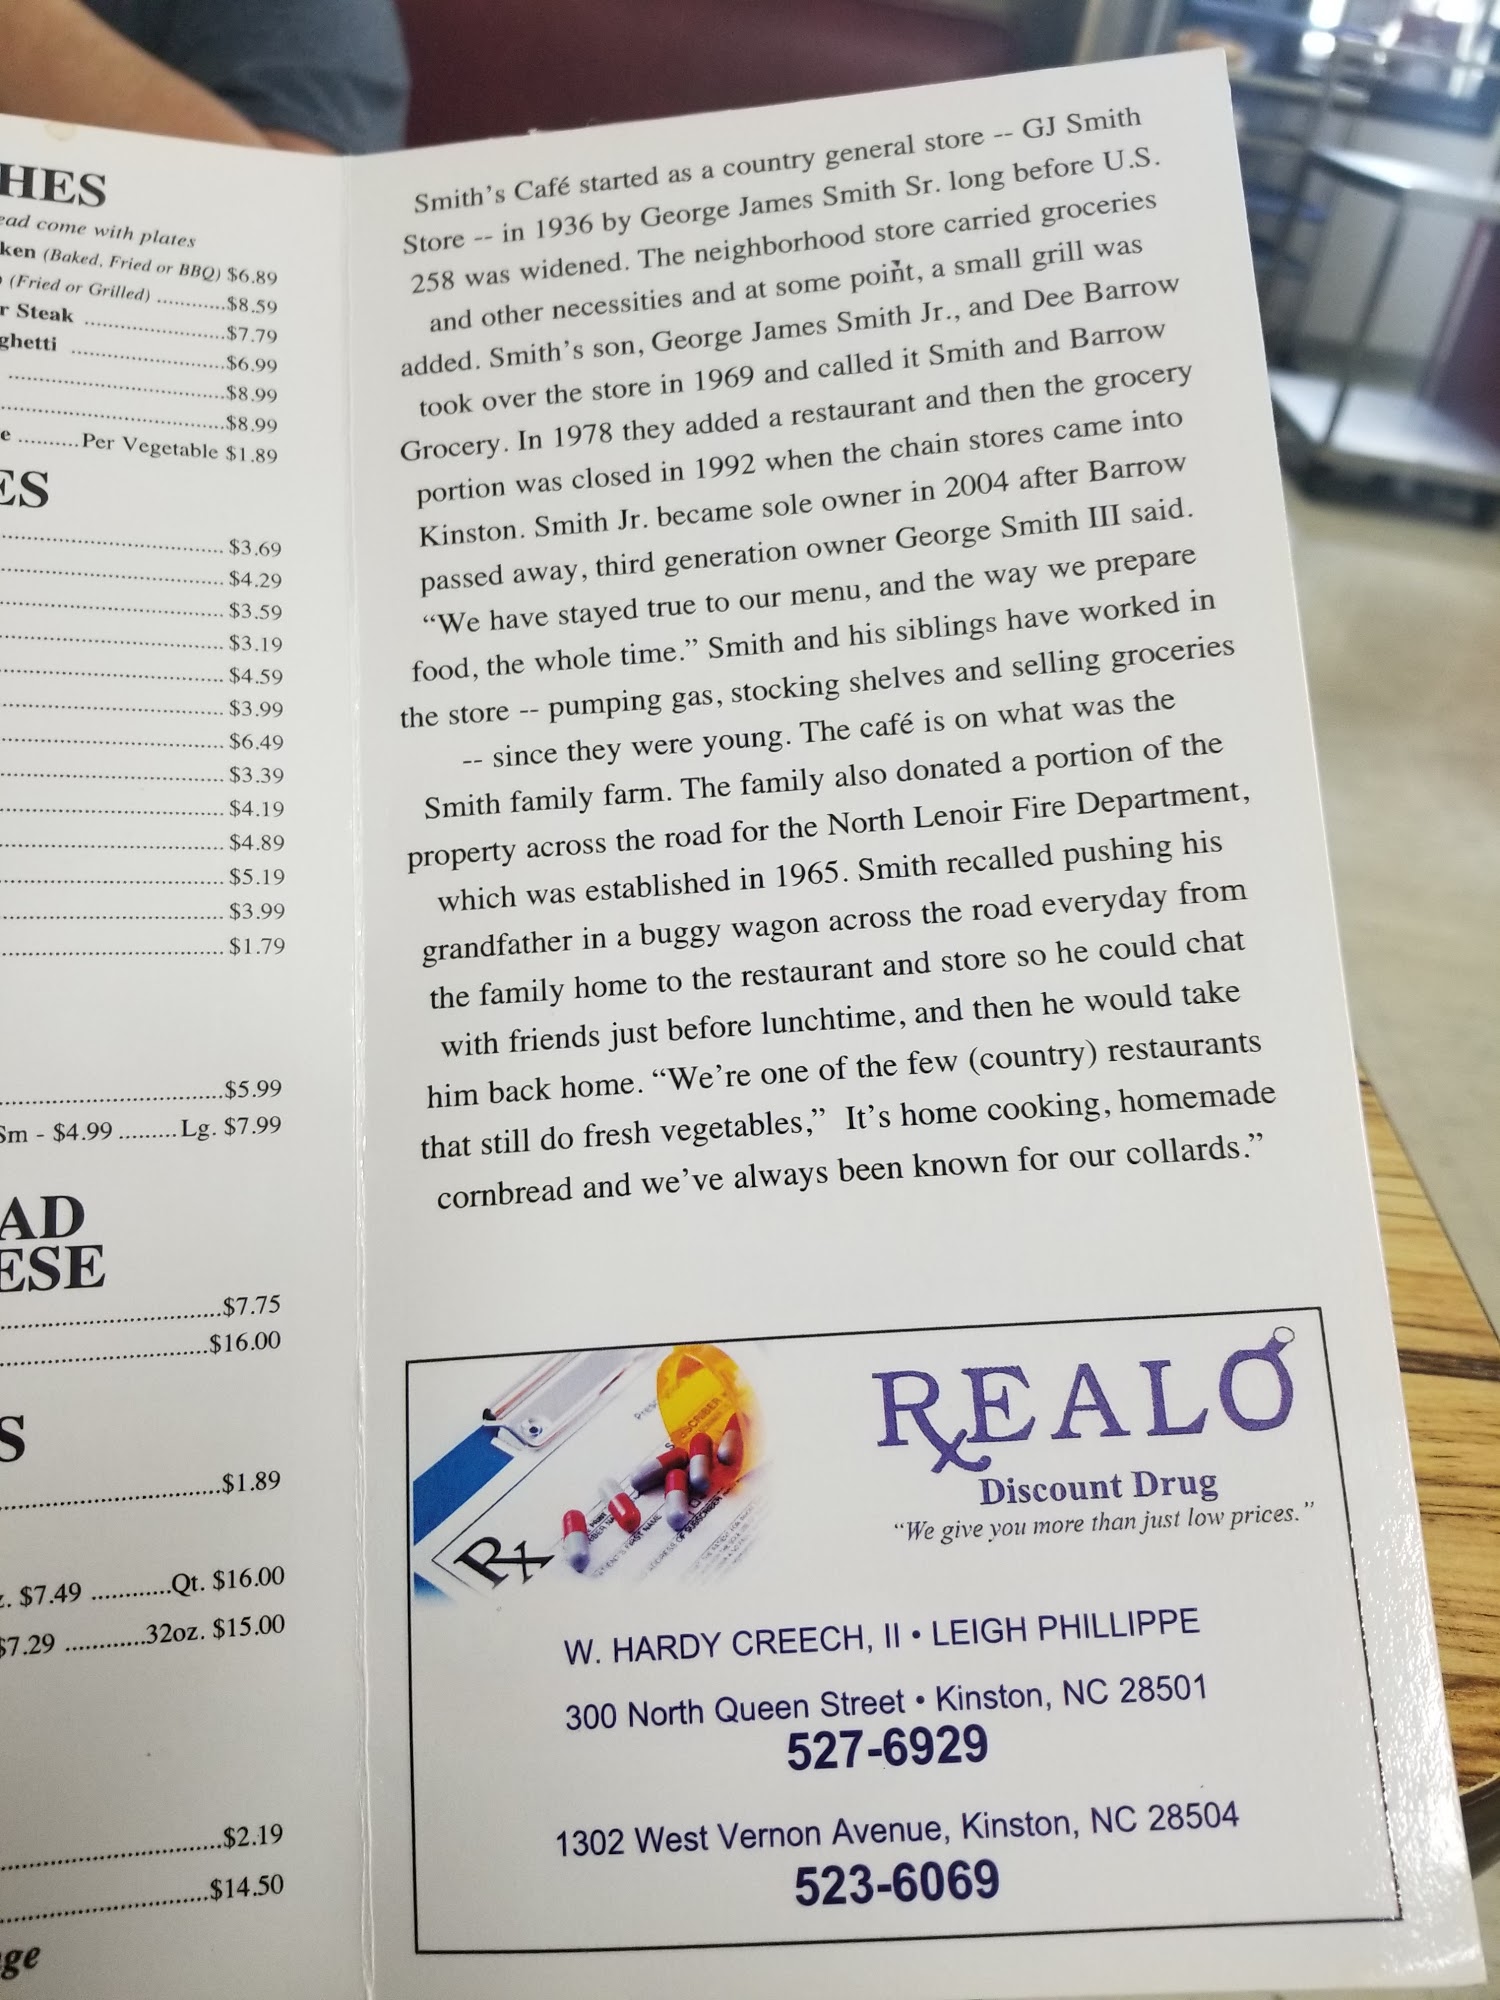 HES
ead come with plates
ken (Baked, Fried or BBQ) $6.89
(Fried or Grilled) ............$8.59
r Steak ........................$7.79
ghetti ..........................$6.99
....................................$8.99
....................................$8.99
e ..........Per Vegetable $1.89
ES
.................................... $3.69
.................................... $4.29
.................................... $3.59
.................................... $3.19
.................................... $4.59
.................................... $3.99
.................................... $6.49
.................................... $3.39
.................................... $4.19
.................................... $4.89
.................................... $5.19
.................................... $3.99
.................................... $1.79
....................................$5.99
Sm - $4.99 .........Lg. $7.99
AD
ESE
....................................$7.75
....................................$16.00
S
....................................$1.89
z. $7.49 ............Qt. $16.00
$7.29 ............32oz. $15.00
....................................$2.19
....................................$14.50
ge
Smith's Café started as a country general store -- GJ Smith
Store -- in 1936 by George James Smith Sr. long before U.S.
258 was widened. The neighborhood store carried groceries
and other necessities and at some point, a small grill was
added. Smith's son, George James Smith Jr., and Dee Barrow
took over the store in 1969 and called it Smith and Barrow
Grocery. In 1978 they added a restaurant and then the grocery
portion was closed in 1992 when the chain stores came into
Kinston. Smith Jr. became sole owner in 2004 after Barrow
passed away, third generation owner George Smith III said.
“We have stayed true to our menu, and the way we prepare
food, the whole time.” Smith and his siblings have worked in
the store -- pumping gas, stocking shelves and selling groceries
-- since they were young. The café is on what was the
Smith family farm. The family also donated a portion of the
property across the road for the North Lenoir Fire Department,
which was established in 1965. Smith recalled pushing his
grandfather in a buggy wagon across the road everyday from
the family home to the restaurant and store so he could chat
with friends just before lunchtime, and then he would take
him back home. “We're one of the few (country) restaurants
that still do fresh vegetables,” It's home cooking, homemade
cornbread and we've always been known for our collards.”
Rx
REALO
Discount Drug
“We give you more than just low prices.”
W. HARDY CREECH, II • LEIGH PHILLIPPE
300 North Queen Street • Kinston, NC 28501
527-6929
1302 West Vernon Avenue, Kinston, NC 28504
523-6069